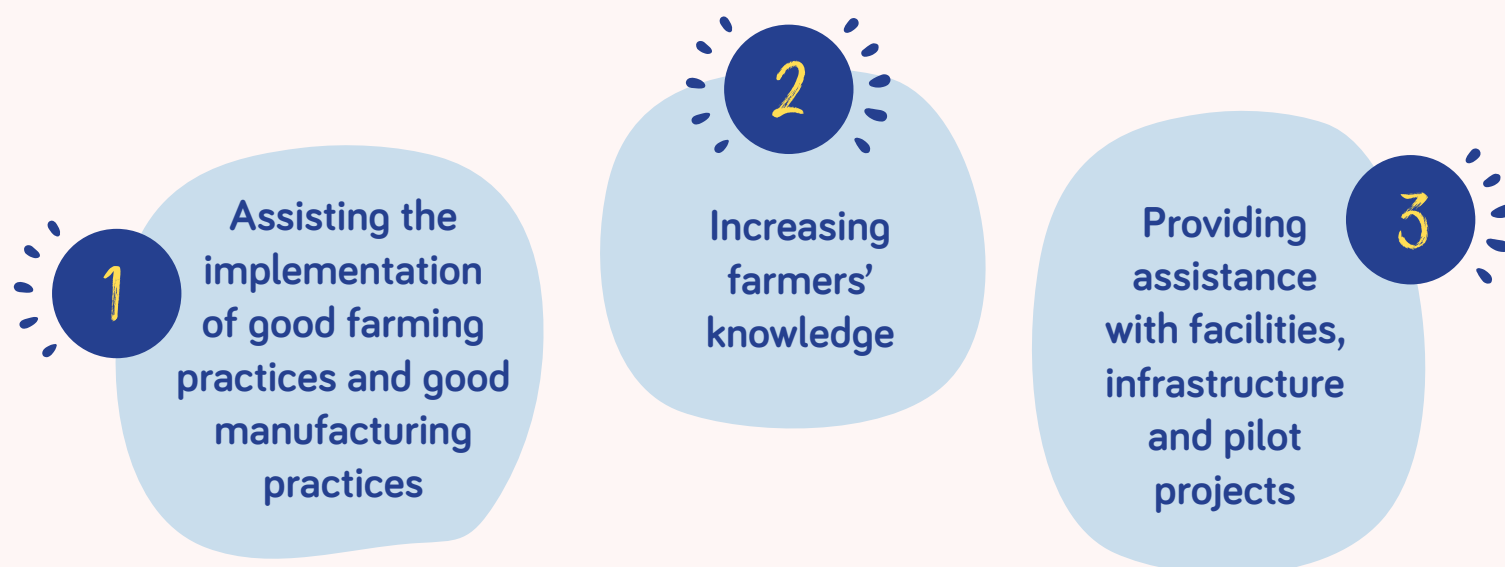 1
Assisting the
implementation
of good farming
practices and good
manufacturing
practices
2
Increasing
farmers’
knowledge
3
Providing
assistance
with facilities,
infrastructure
and pilot
projects